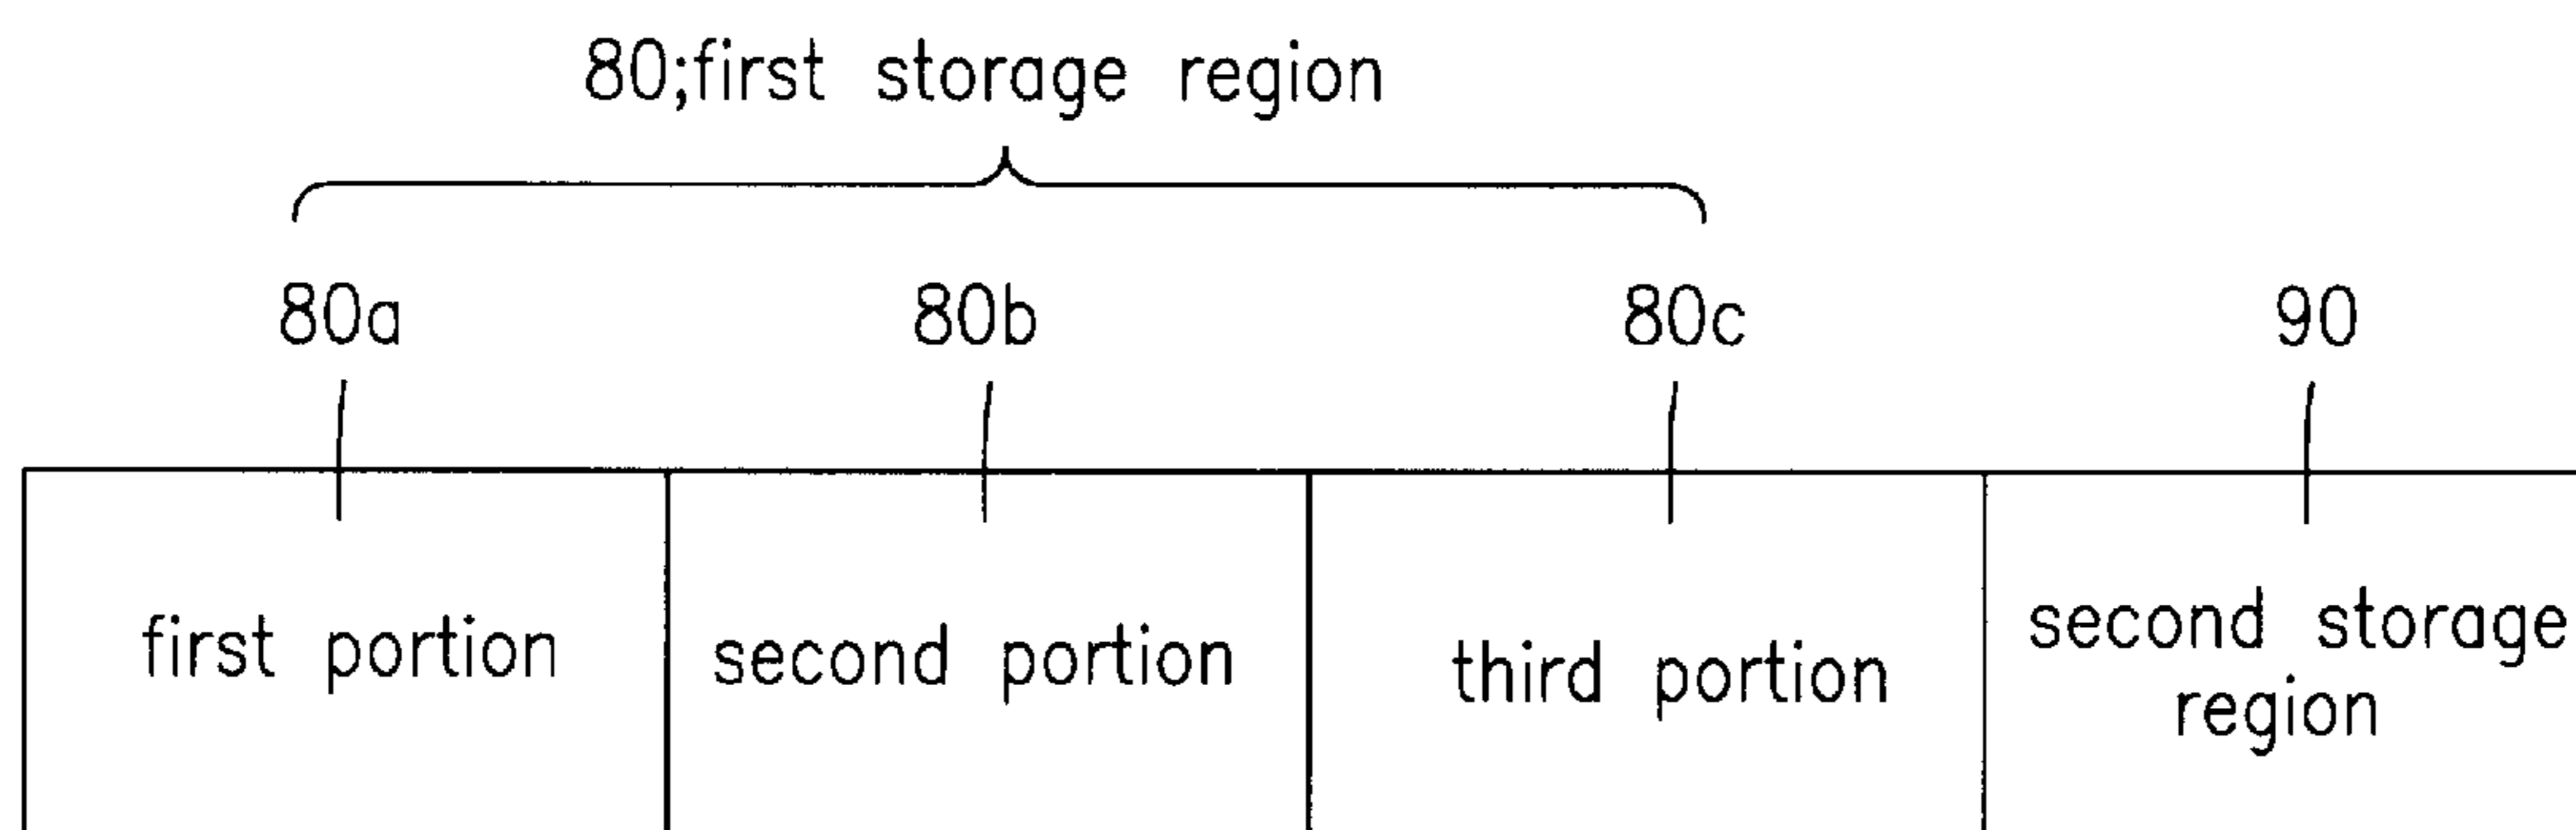 80;first storage region
80a 80b 80c 90
first portion second portion third portion second storage
region